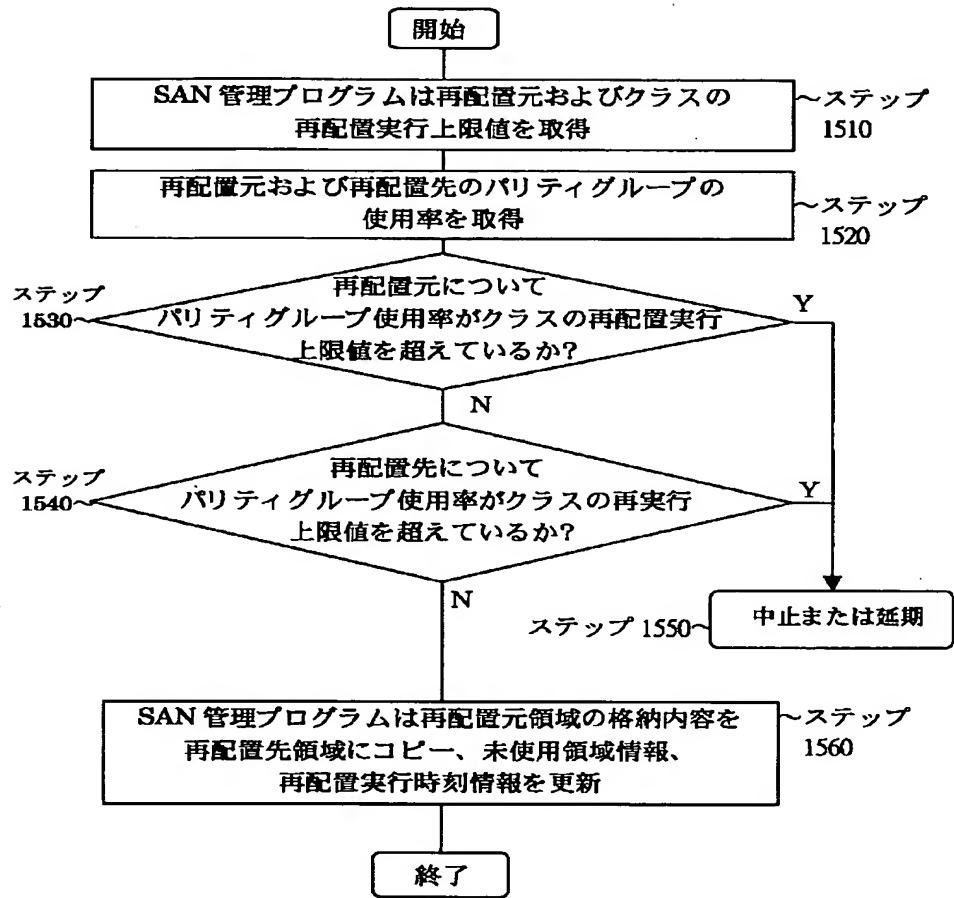 開始
SAN 管理プログラムは再配置元およびクラスの
再配置実行上限値を取得
～ステップ
1510
再配置元および再配置先のパリティグループの
使用率を取得
～ステップ
1520
ステップ
1530～
再配置元について
パリティグループ使用率がクラスの再配置実行
上限値を超えているか?
Y
N
ステップ
1540～
再配置先について
パリティグループ使用率がクラスの再実行
上限値を超えているか?
Y
N
ステップ 1550～
中止または延期
SAN 管理プログラムは再配置元領域の格納内容を
再配置先領域にコピー、未使用領域情報、
再配置実行時刻情報を更新
～ステップ
1560
終了